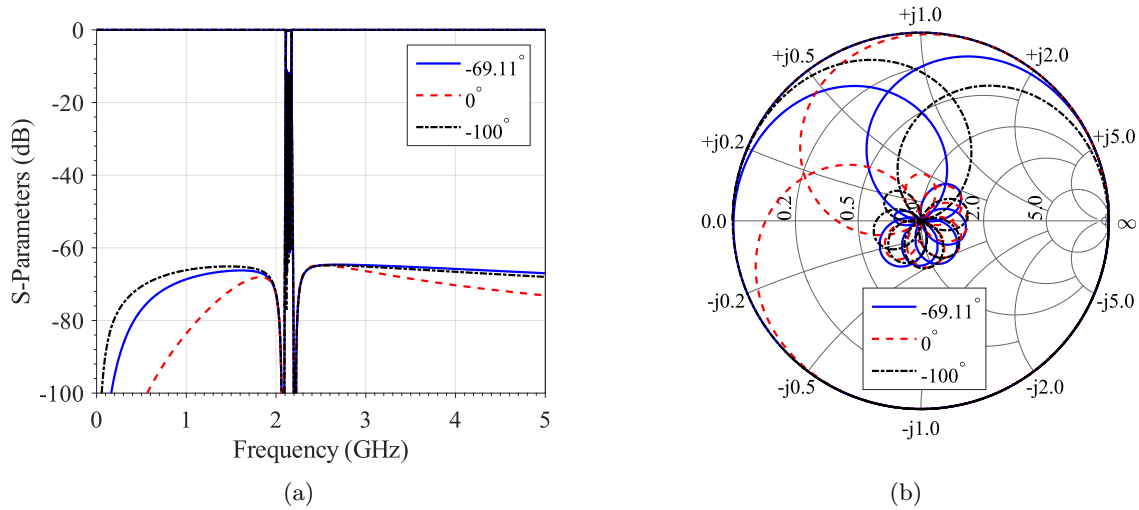 0
-20
-40
-60
-80
-100
0 1 2 3 4 5
S-Parameters (dB)
Frequency (GHz)
-69.11°
0°
-100°
(a)
+j1.0
+j0.5 +j2.0
+j0.2 +j5.0
0.0 0.2 0.5 2.0 5.0 ∞
-j0.2 -j5.0
-j0.5 -j2.0
-j1.0
-69.11°
0°
-100°
(b)